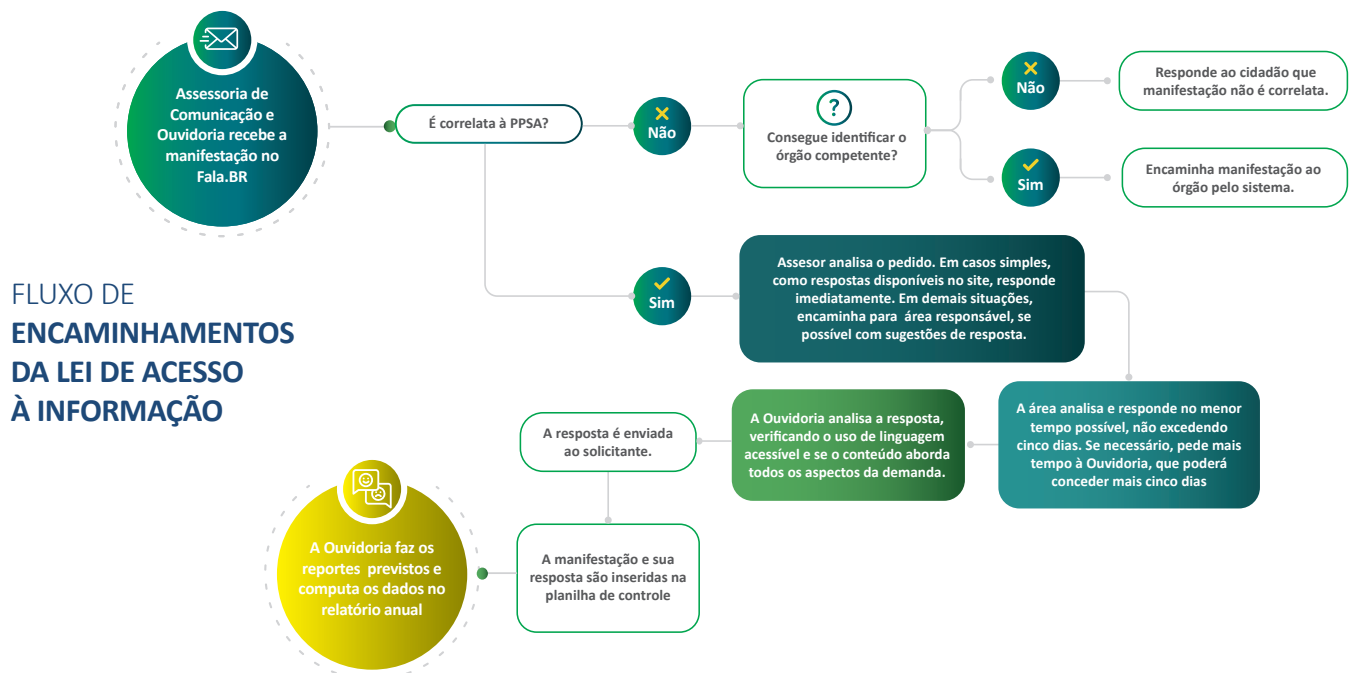 Assessoria de
Comunicação e
Ouvidoria recebe a
manifestação no
Fala.BR
É correlata à PPSA?
Não
?
Consegue identificar o
órgão competente?
Não
Responde ao cidadão que
manifestação não é correlata.
Sim
Encaminha manifestação ao
órgão pelo sistema.
Sim
Assessor analisa o pedido. Em casos simples,
como respostas disponíveis no site, responde
imediatamente. Em demais situações,
encaminha para área responsável, se
possível com sugestões de resposta.
FLUXO DE
ENCAMINHAMENTOS
DA LEI DE ACESSO
À INFORMAÇÃO
A área analisa e responde no menor
tempo possível, não excedendo
cinco dias. Se necessário, pede mais
tempo à Ouvidoria, que poderá
conceder mais cinco dias
A Ouvidoria analisa a resposta,
verificando o uso de linguagem
acessível e se o conteúdo aborda
todos os aspectos da demanda.
A resposta é enviada
ao solicitante.
A manifestação e sua
resposta são inseridas na
planilha de controle
A Ouvidoria faz os
reportes previstos e
computa os dados no
relatório anual